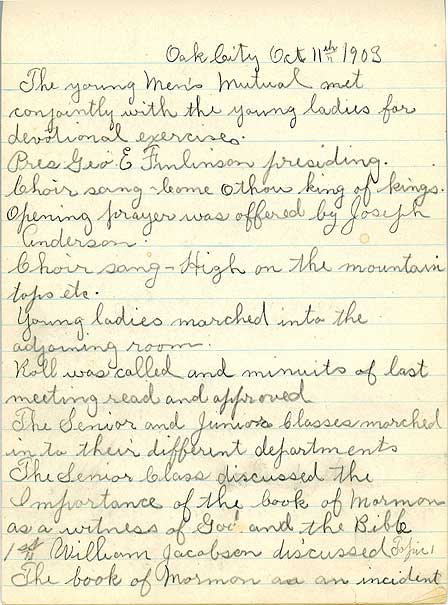 Oak City Oct 11th 1903
The young Men's Mutual met
conjointly with the young ladies for
devotional exercises.
Pres Geo E Finlinson presiding.
Choir sang - Come O thou king of kings.
Opening prayer was offered by Joseph
Anderson.
Choir sang - High on the mountain
tops etc.
Young ladies marched into the
adjoining room.
Roll was called and minuits of last
meeting read and approved
The Senior and Junior Classes marched
in to their different departments
The Senior Class discussed the
Importance of the book of Mormon
as a witness of God and the Bible
1st William Jacobson discussed Topic 1
The book of Mormon as an incident